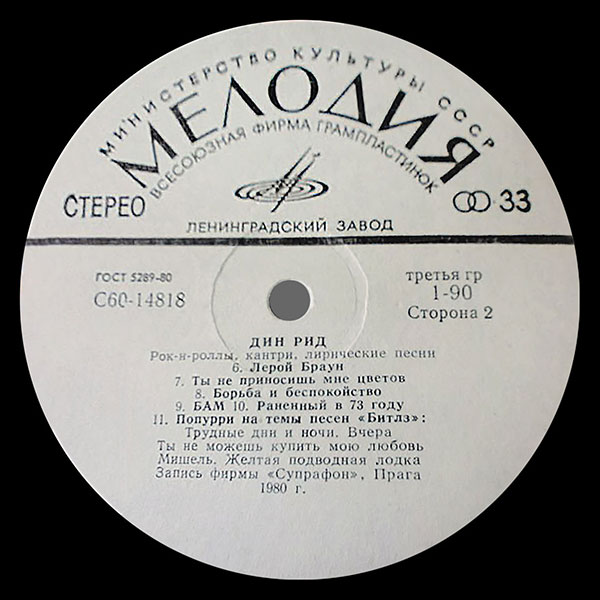 МИНИСТЕРСТВО КУЛЬТУРЫ СССР
МЕЛОДИЯ
ВСЕСОЮЗНАЯ ФИРМА ГРАМПЛАСТИНОК
СТЕРЕО
33
ЛЕНИНГРАДСКИЙ ЗАВОД
ГОСТ 5289-80
С60-14818
третья гр
1-90
Сторона 2
ДИН РИД
Рок-н-роллы, кантри, лирические песни
6. Лерой Браун
7. Ты не приносишь мне цветов
8. Борьба и беспокойство
9. БАМ 10. Раненный в 73 году
11. Попурри на темы песен «Битлз»:
Трудные дни и ночи. Вчера
Ты не можешь купить мою любовь
Мишель. Желтая подводная лодка
Запись фирмы «Супрафон», Прага
1980 г.